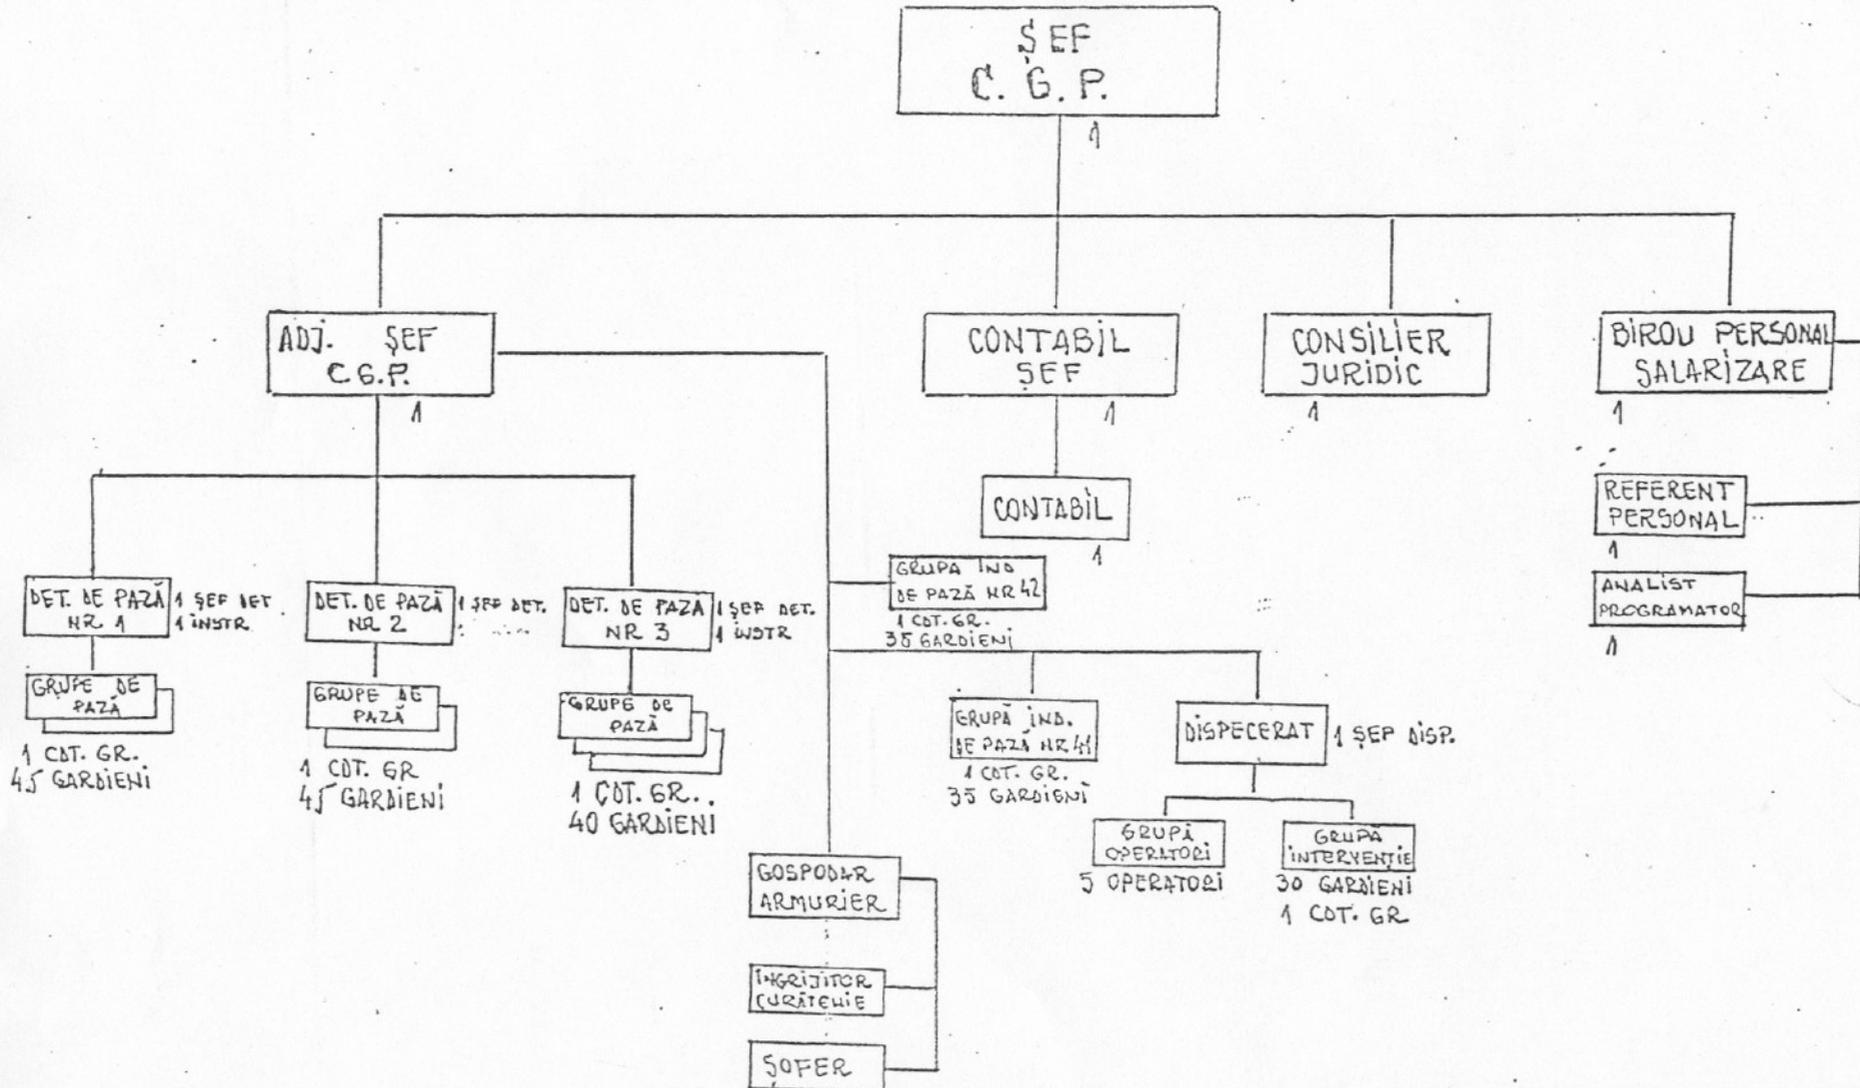 ŞEF
C. G. P.
1
ADJ. ŞEF
C G.P.
1
CONTABIL
ŞEF
1
CONSILIER
JURIDIC
1
BIROU PERSONAL
SALARIZARE
1
CONTABIL
1
REFERENT
PERSONAL
1
ANALIST
PROGRAMATOR
1
DET. DE PAZĂ
NR 1
1 ŞEF DET
1 INSTR
DET. DE PAZĂ
NR 2
1 ŞEF DET.
DET. DE PAZĂ
NR 3
1 ŞEF DET.
1 INSTR
GRUPA IND
DE PAZĂ NR 42
1 CDT. GR.
35 GARDIENI
GRUPE DE
PAZĂ
1 CDT. GR.
45 GARDIENI
GRUPE DE
PAZĂ
1 CDT. GR
45 GARDIENI
GRUPE DE
PAZĂ
1 CDT. GR..
40 GARDIENI
GRUPĂ IND.
DE PAZĂ NR 41
1 CDT. GR.
35 GARDIENI
DISPECERAT
1 ŞEF DISP.
GRUPĂ
OPERATORI
5 OPERATORI
GRUPĂ
INTERVENŢIE
30 GARDIENI
1 CDT. GR
GOSPODAR
ARMURIER
ÎNGRIJITOR
CURĂŢENIE
ŞOFER